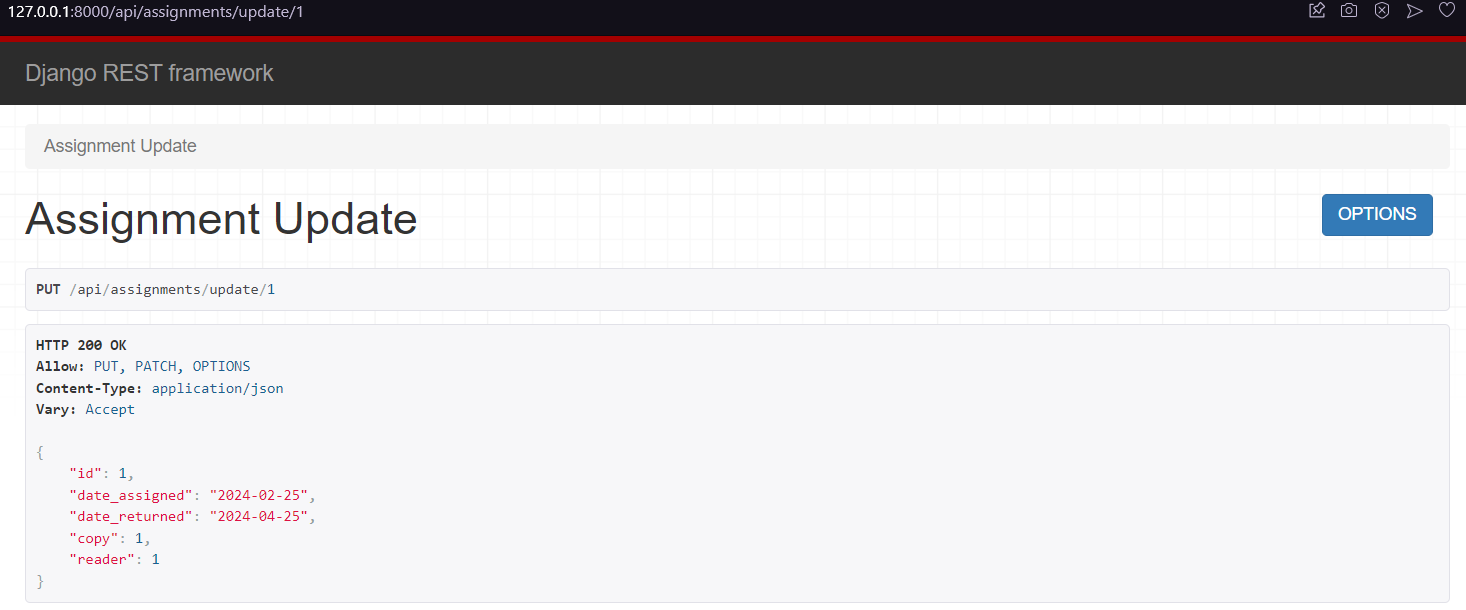 127.0.0.1:8000/api/assignments/update/1
Django REST framework
Assignment Update
Assignment Update
OPTIONS
PUT /api/assignments/update/1
HTTP 200 OK
Allow: PUT, PATCH, OPTIONS
Content-Type: application/json
Vary: Accept
{
    "id": 1,
    "date_assigned": "2024-02-25",
    "date_returned": "2024-04-25",
    "copy": 1,
    "reader": 1
}